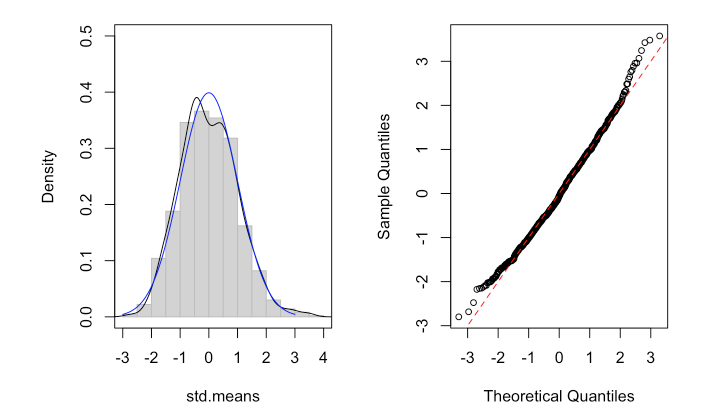 0.5
0.4
0.3
0.2
0.1
0.0
Density
-3 -2 -1 0 1 2 3 4
std.means
3
2
1
0
-1
-2
-3
Sample Quantiles
-3 -2 -1 0 1 2 3
Theoretical Quantiles